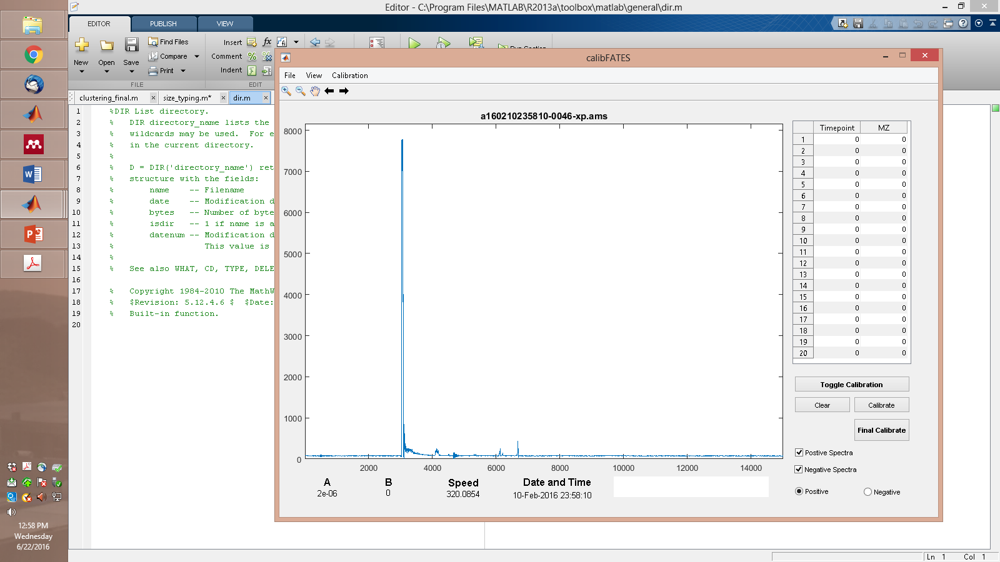 Editor - C:\Program Files\MATLAB\R2013a\toolbox\matlab\general\dir.m
EDITOR
PUBLISH
VIEW
New
Open
Save
Find Files
Compare
Print
FILE
Insert
fx
Comment
Indent
EDIT
clustering_final.m
size_typing.m*
dir.m
1 %DIR List directory.
2 % DIR directory_name lists the
3 % wildcards may be used. For e
4 % in the current directory.
5 %
6 % D = DIR('directory_name') ret
7 % structure with the fields:
8 % name -- Filename
9 % date -- Modification d
10 % bytes -- Number of byte
11 % isdir -- 1 if name is a
12 % datenum -- Modification d
13 % This value is
14 %
15 % See also WHAT, CD, TYPE, DELE
16
17 % Copyright 1984-2010 The MathW
18 % $Revision: 5.12.4.6 $ $Date:
19 % Built-in function.
20
calibFATES
File View Calibration
a160210235810-0046-xp.ams
8000
7000
6000
5000
4000
3000
2000
1000
0
2000 4000 6000 8000 10000 12000 14000
A
2e-06
B
0
Speed
320.0854
Date and Time
10-Feb-2016 23:58:10
Timepoint MZ
1 0 0
2 0 0
3 0 0
4 0 0
5 0 0
6 0 0
7 0 0
8 0 0
9 0 0
10 0 0
11 0 0
12 0 0
13 0 0
14 0 0
15 0 0
16 0 0
17 0 0
18 0 0
19 0 0
20 0 0
Toggle Calibration
Clear
Calibrate
Final Calibrate
Postive Spectra
Negative Spectra
Positive
Negative
12:58 PM
Wednesday
6/22/2016
Ln 1 Col 1